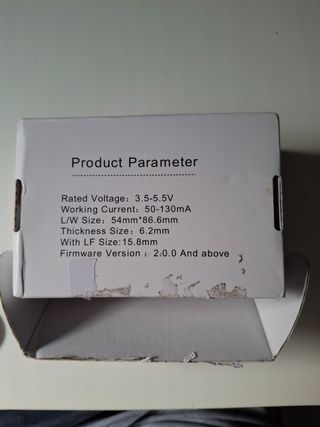 Product Parameter
Rated Voltage: 3.5-5.5V
Working Current: 50-130mA
L/W Size: 54mm*86.6mm
Thickness Size: 6.2mm
With LF Size:15.8mm
Firmware Version : 2.0.0 And above